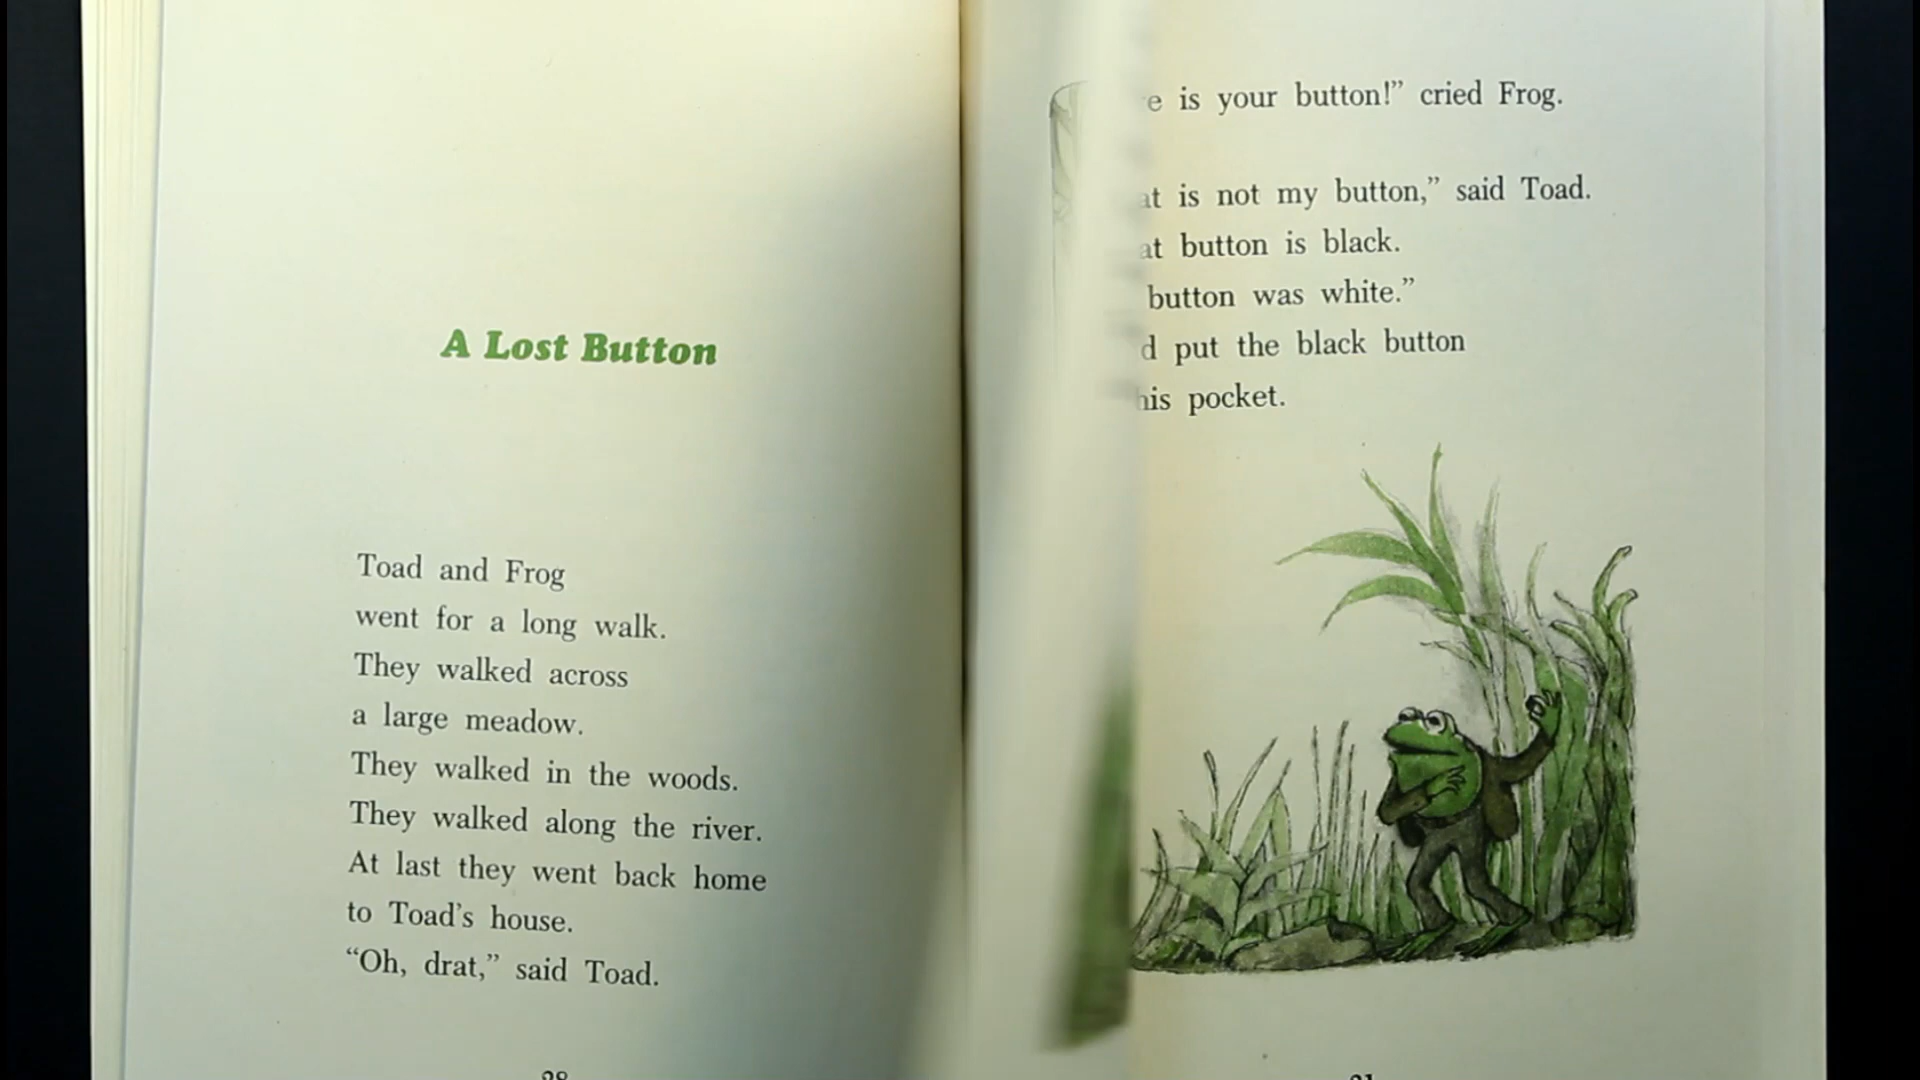 A Lost Button
Toad and Frog
went for a long walk.
They walked across
a large meadow.
They walked in the woods.
They walked along the river.
At last they went back home
to Toad's house.
“Oh, drat,” said Toad.
is your button!” cried Frog.
is not my button,” said Toad.
button is black.
button was white.”
put the black button
his pocket.